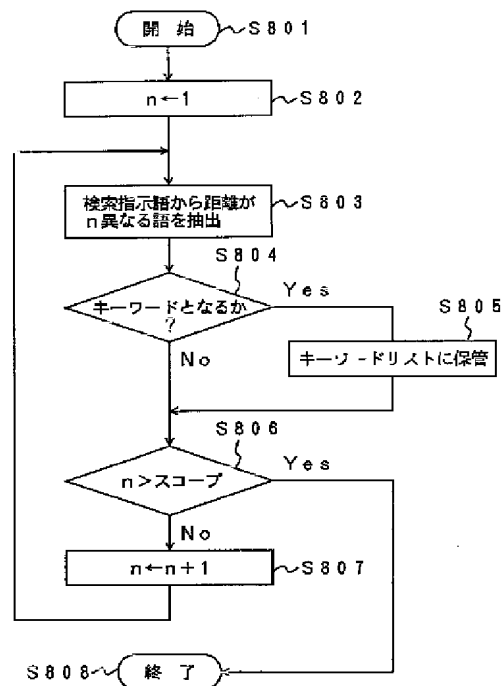 開始
S801
n←1
S802
検索指示語から距離が
n異なる語を抽出
S803
S804
キーワードとなるか
?
Yes
No
S805
キーワードリストに保管
S806
n>スコープ
Yes
No
n←n+1
S807
S808
終了